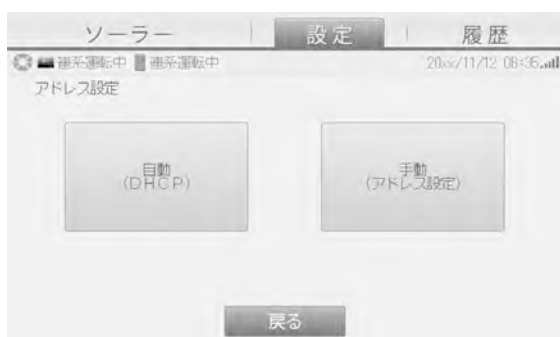 ソーラー 設定 履歴
連系運転中 連系運転中 20xx/11/12 08:35
アドレス設定
自動 手動
(DHCP) (アドレス設定)
戻る